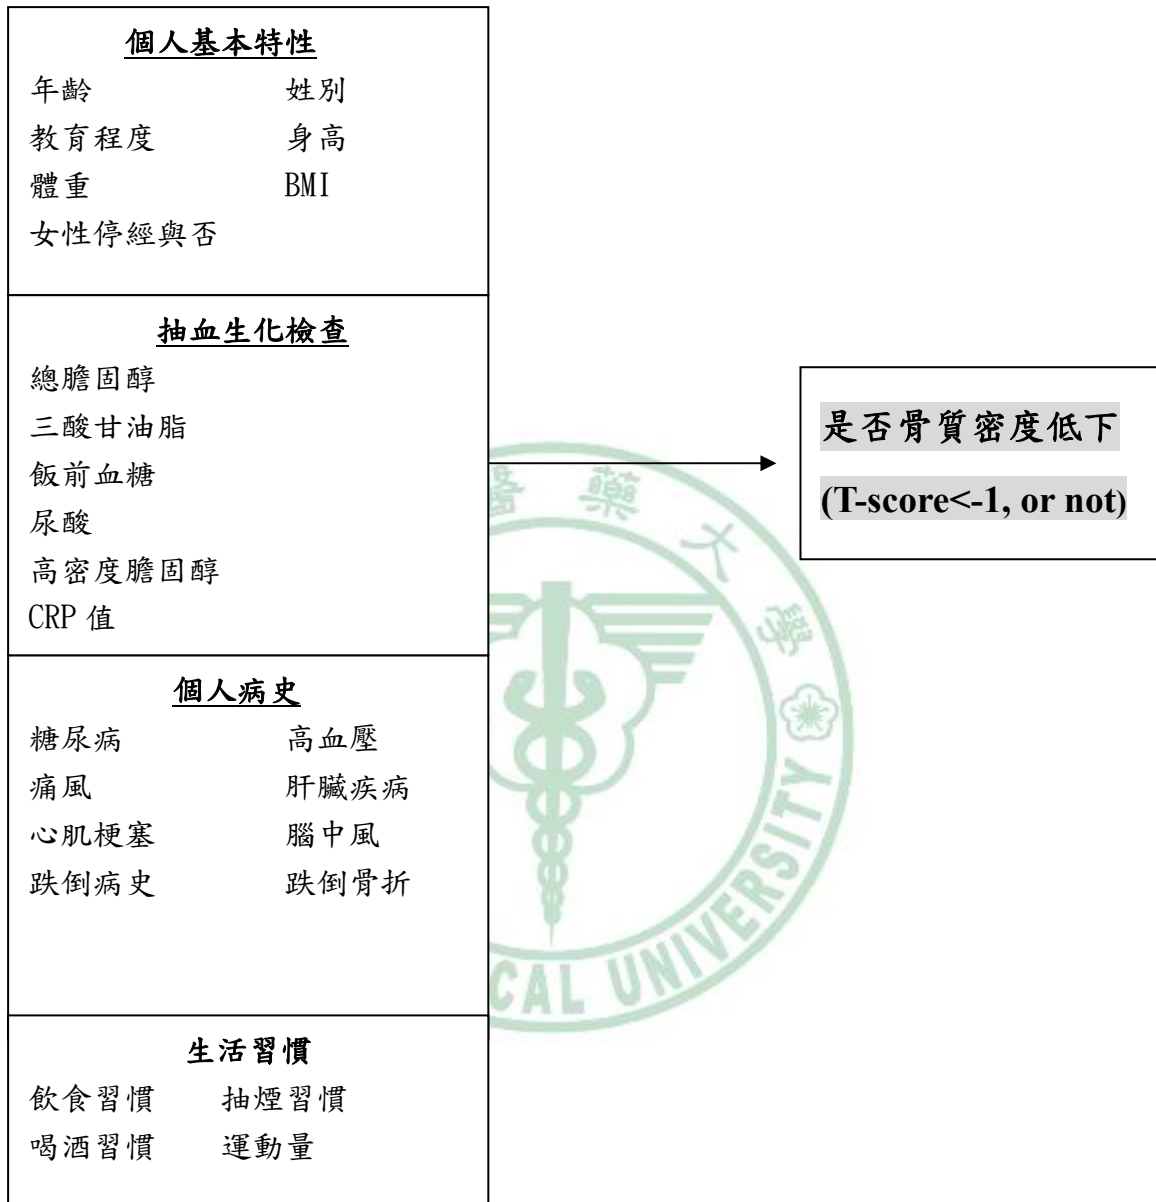 個人基本特性
年齡 姓別
教育程度 身高
體重 BMI
女性停經與否
抽血生化檢查
總膽固醇
三酸甘油脂
飯前血糖
尿酸
高密度膽固醇
CRP 值
個人病史
糖尿病 高血壓
痛風 肝臟疾病
心肌梗塞 腦中風
跌倒病史 跌倒骨折
生活習慣
飲食習慣 抽煙習慣
喝酒習慣 運動量
是否骨質密度低下
(T-score<-1, or not)
醫藥大學
CAL UNIVERSITY